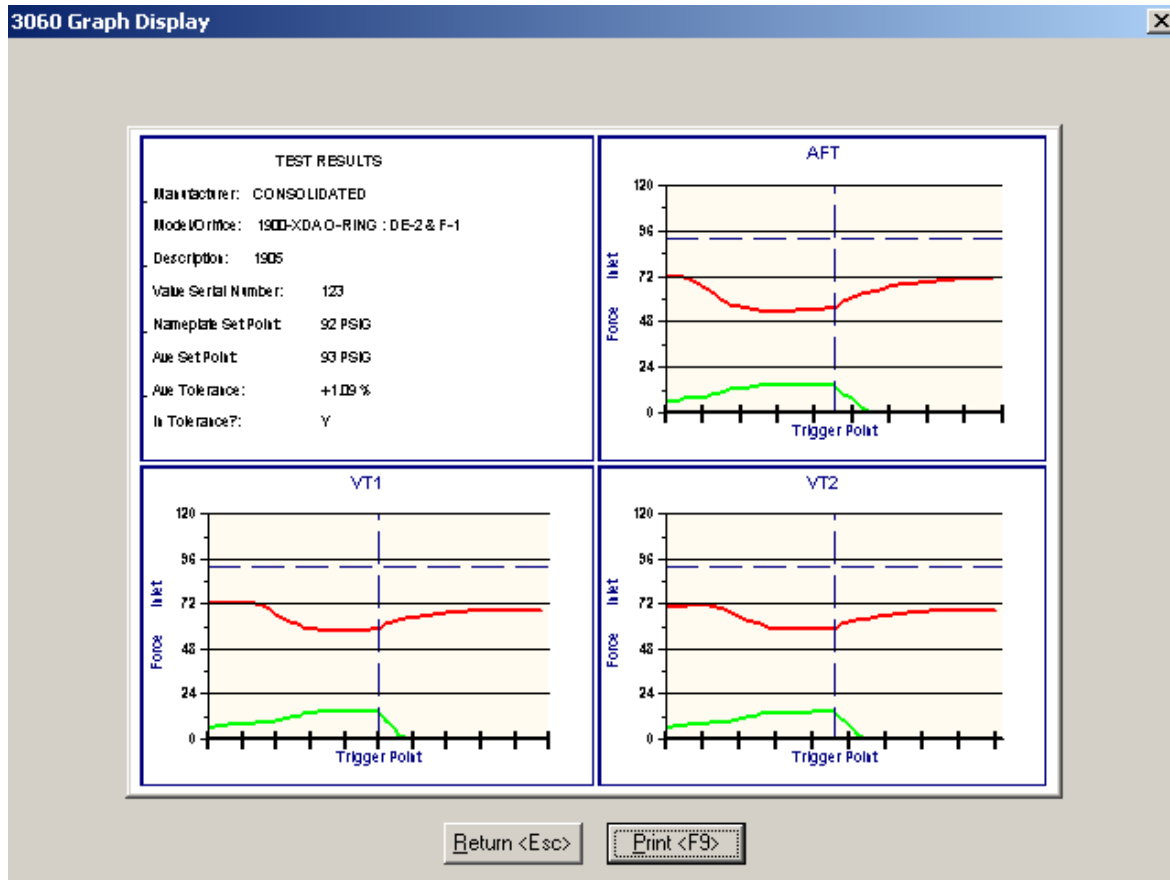 3060 Graph Display
TEST RESULTS
Manufacturer: CONSOLIDATED
Model/Orifice: 1900-XDA O-RING : DE-2 & F-1
Description: 1905
Valve Serial Number: 123
Nameplate Set Point: 92 PSIG
Ave Set Point: 93 PSIG
Ave Tolerance: +1.09 %
In Tolerance?: Y
AFT
120
96
72
48
24
0
Force Inlet
Trigger Point
VT1
120
96
72
48
24
0
Force Inlet
Trigger Point
VT2
120
96
72
48
24
0
Force Inlet
Trigger Point
Return <Esc>
Print <F9>